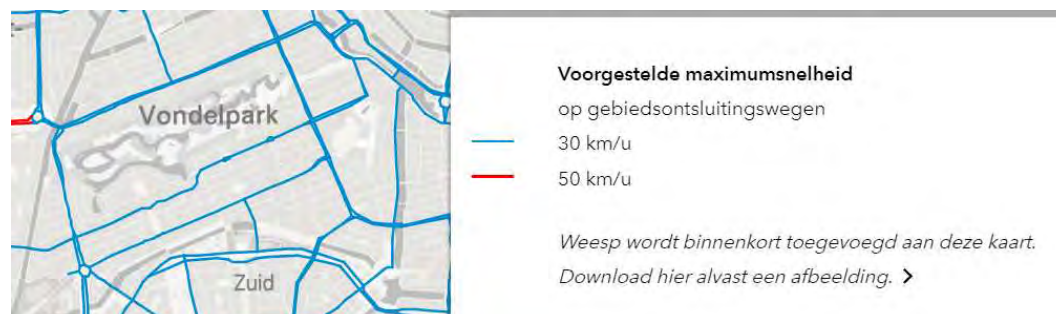 Vondelpark
Zuid
Voorgestelde maximumsnelheid
op gebiedsontsluitingswegen
30 km/u
50 km/u
Weesp wordt binnenkort toegevoegd aan deze kaart.
Download hier alvast een afbeelding. >